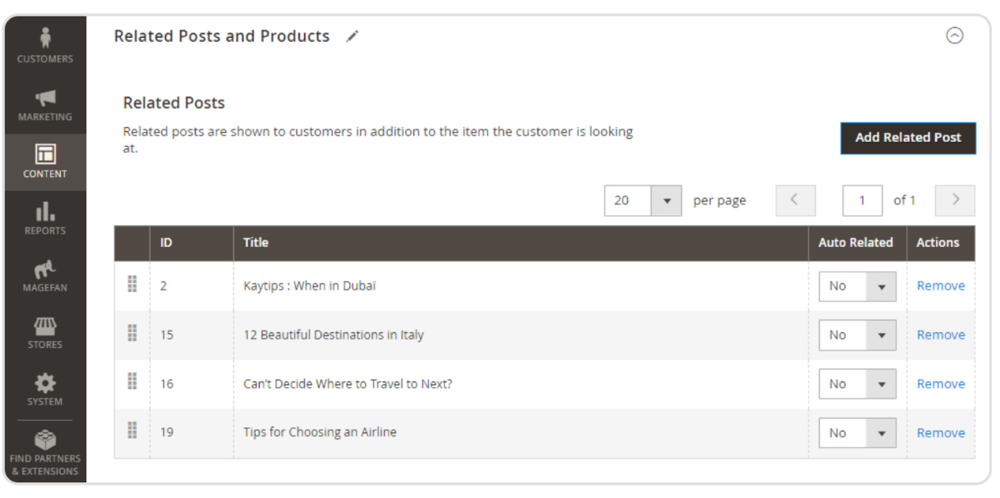 CUSTOMERS
MARKETING
CONTENT
REPORTS
MAGEFAN
STORES
SYSTEM
FIND PARTNERS
& EXTENSIONS
Related Posts and Products
Related Posts
Related posts are shown to customers in addition to the item the customer is looking
at.
Add Related Post
20 per page 1 of 1
ID Title Auto Related Actions
2 Kaytips : When in Dubaï No Remove
15 12 Beautiful Destinations in Italy No Remove
16 Can't Decide Where to Travel to Next? No Remove
19 Tips for Choosing an Airline No Remove